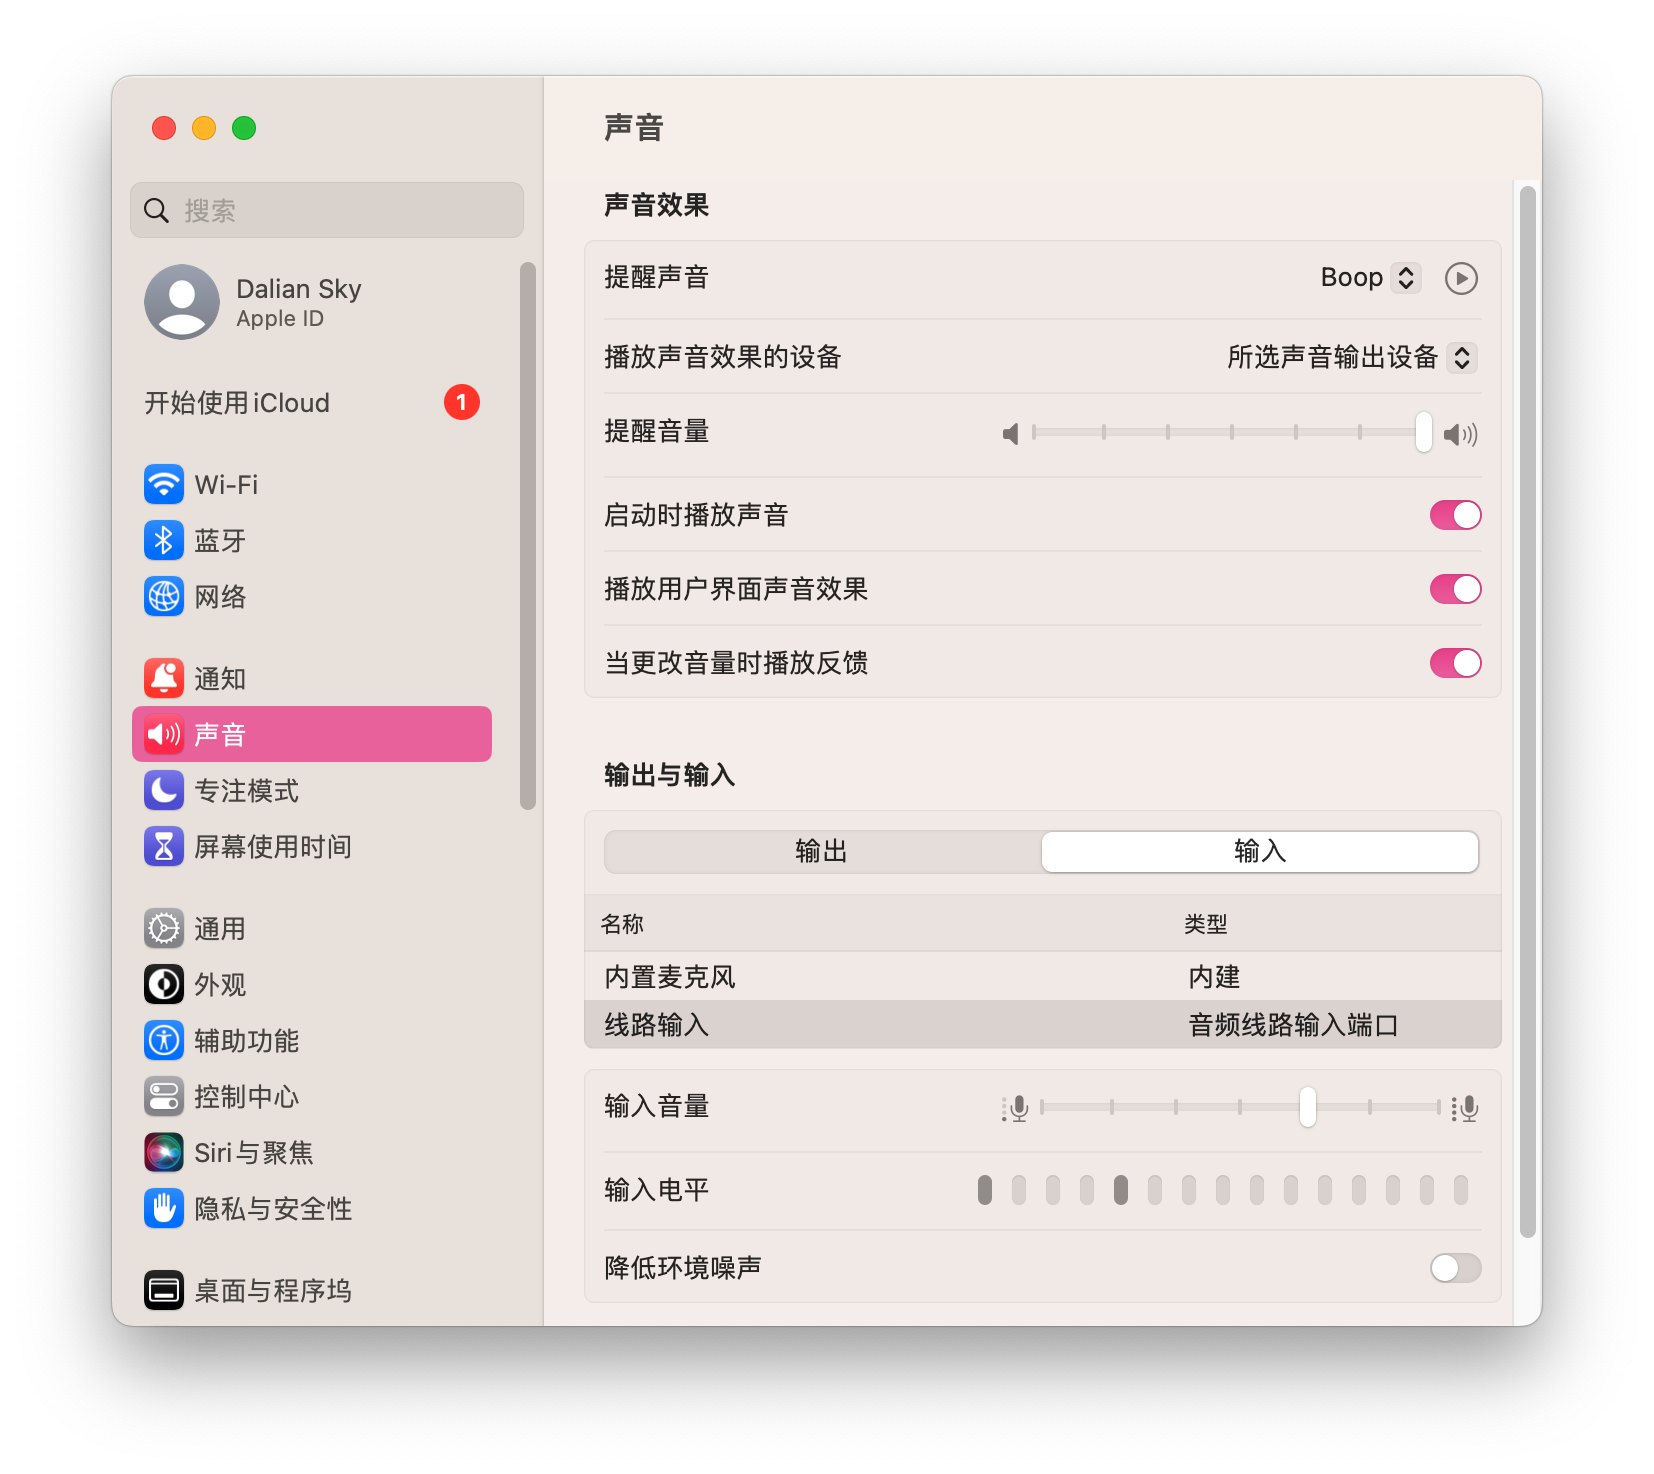 声音
搜索
Dalian Sky
Apple ID
开始使用 iCloud
1
Wi-Fi
蓝牙
网络
通知
声音
专注模式
屏幕使用时间
通用
外观
辅助功能
控制中心
Siri与聚焦
隐私与安全性
桌面与程序坞
声音效果
提醒声音
Boop
播放声音效果的设备
所选声音输出设备
提醒音量
启动时播放声音
播放用户界面声音效果
当更改音量时播放反馈
输出与输入
输出
输入
名称
类型
内置麦克风
内建
线路输入
音频线路输入端口
输入音量
输入电平
降低环境噪声